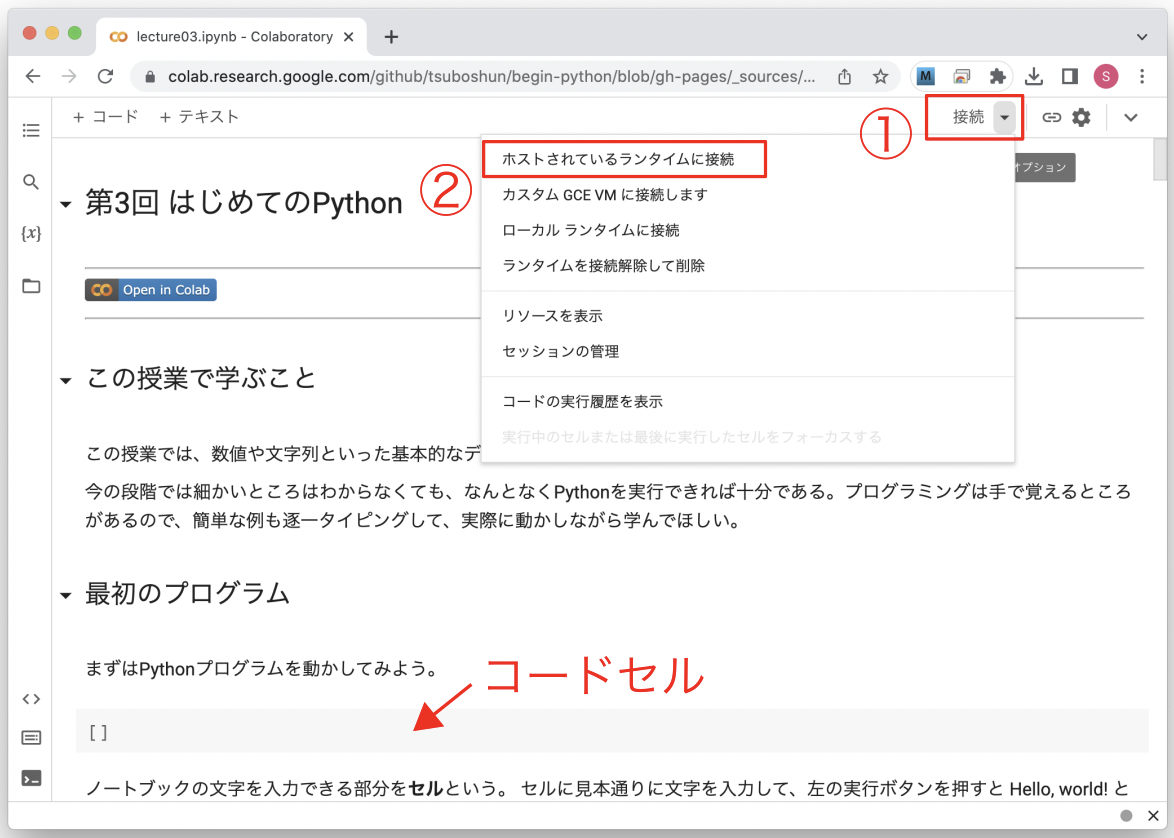 lecture03.ipynb - Colaboratory
colab.research.google.com/github/tsuboshun/begin-python/blob/gh-pages/_sources/...
M
S
+ コード + テキスト
接続
①
オプション
②
ホストされているランタイムに接続
カスタム GCE VM に接続します
ローカル ランタイムに接続
ランタイムを接続解除して削除
リソースを表示
セッションの管理
コードの実行履歴を表示
実行中のセルまたは最後に実行したセルをフォーカスする
{x}
第3回 はじめてのPython
Open in Colab
この授業で学ぶこと
この授業では、数値や文字列といった基本的なデ
今の段階では細かいところはわからなくても、なんとなくPythonを実行できれば十分である。プログラミングは手で覚えるところ
があるので、簡単な例も逐一タイピングして、実際に動かしながら学んでほしい。
最初のプログラム
まずはPythonプログラムを動かしてみよう。
コードセル
[ ]
ノートブックの文字を入力できる部分をセルという。 セルに見本通りに文字を入力して、左の実行ボタンを押すと Hello, world! と